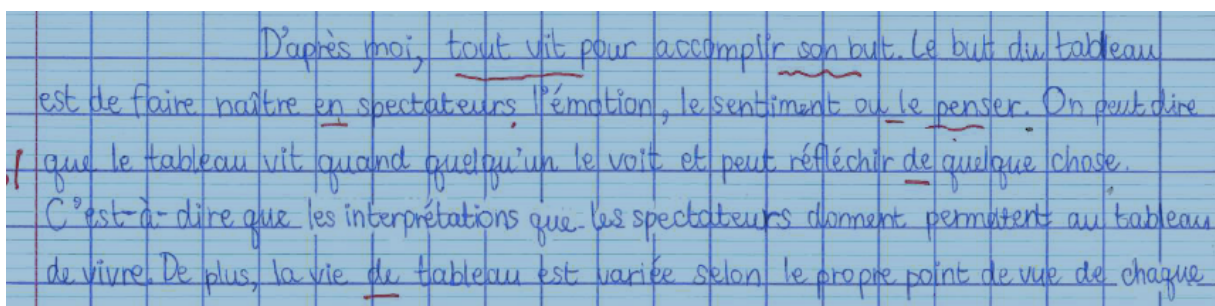 D'après moi, tout vit pour accomplir son but. Le but du tableau
est de faire naître en spectateurs l'émotion, le sentiment ou le penser. On peut dire
que le tableau vit quand quelqu'un le voit et peut réfléchir de quelque chose.
C'est-à-dire que les interprétations que les spectateurs donnent permettent au tableau
de vivre. De plus, la vie de tableau est variée selon le propre point de vue de chaque